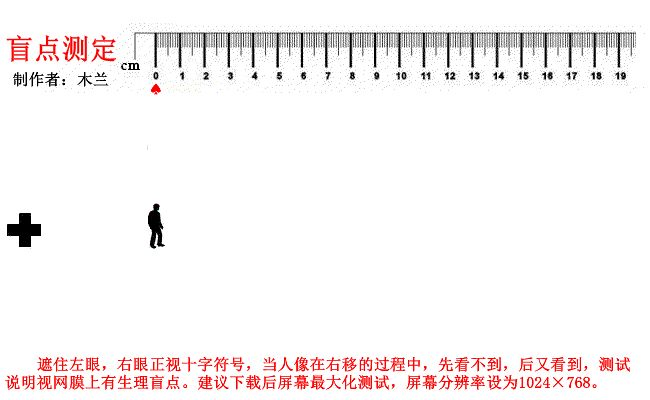 盲点测定
制作者：木兰
cm
0 1 2 3 4 5 6 7 8 9 10 11 12 13 14 15 16 17 18 19
遮住左眼，右眼正视十字符号，当人像在右移的过程中，先看不到，后又看到，测试
说明视网膜上有生理盲点。建议下载后屏幕最大化测试，屏幕分辨率设为1024×768。